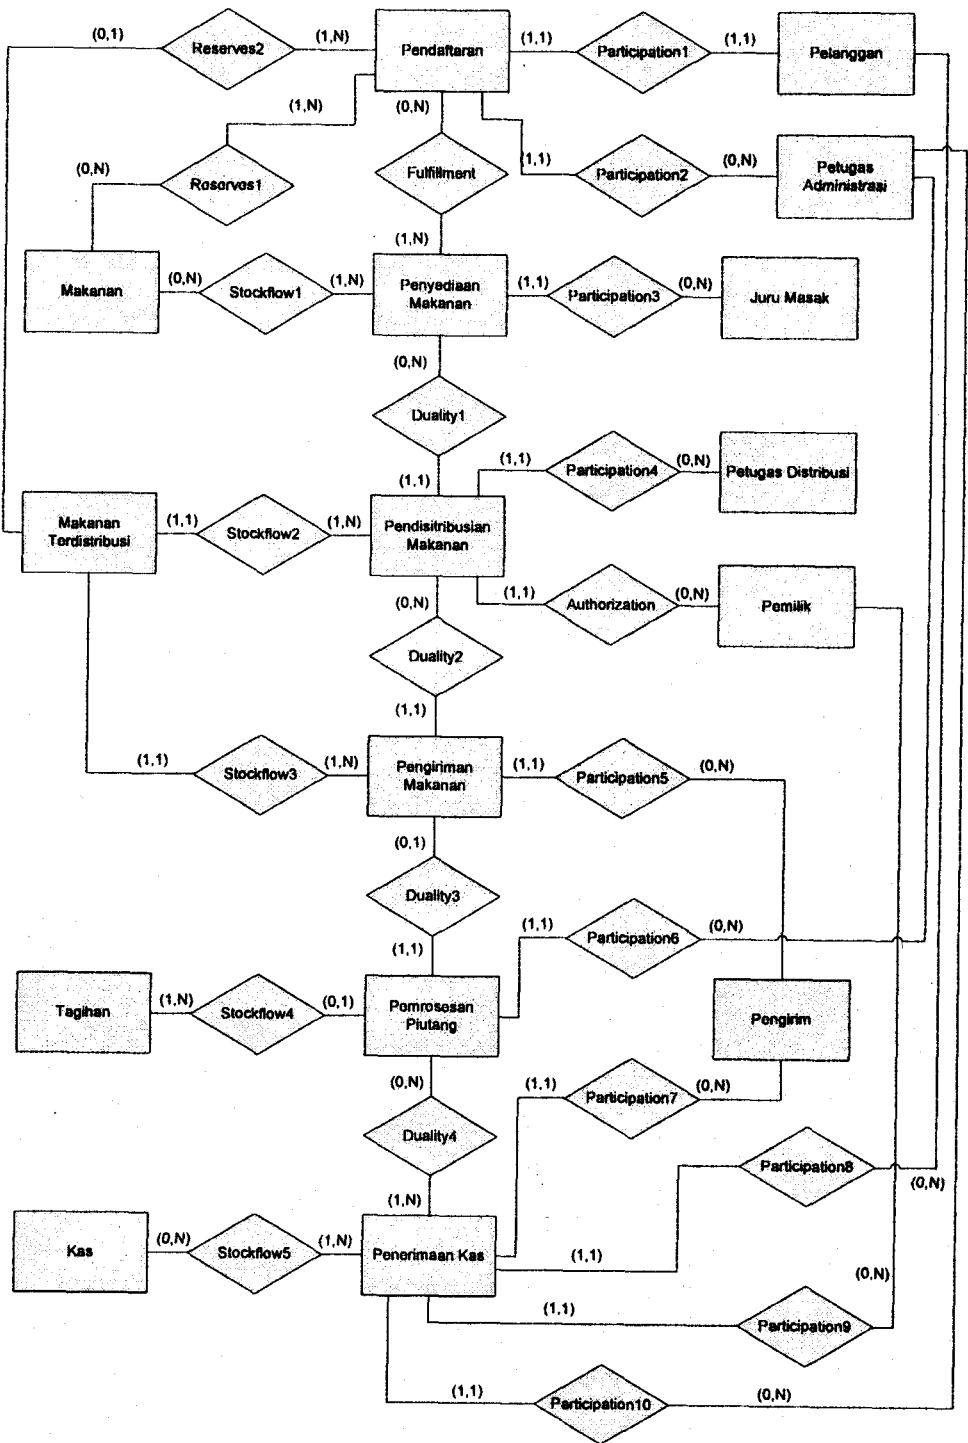 (0,1)
Reserves2
(1,N)
Pendaftaran
(1,1)
Participation1
(1,1)
Pelanggan
(1,N)
(0,N)
(0,N)
Reserves1
Fulfillment
(1,1)
Participation2
(0,N)
Petugas
Administrasi
(1,N)
Makanan
(0,N)
Stockflow1
(1,N)
Penyediaan
Makanan
(1,1)
Participation3
(0,N)
Juru Masak
(0,N)
Duality1
(1,1)
(1,1)
Participation4
(0,N)
Petugas Distribusi
Makanan
Terdistribusi
(1,1)
Stockflow2
(1,N)
Pendisitribusian
Makanan
(0,N)
(1,1)
Authorization
(0,N)
Pemilik
Duality2
(1,1)
(1,1)
Stockflow3
(1,N)
Pengiriman
Makanan
(1,1)
Participation5
(0,N)
(0,1)
Duality3
(1,1)
(1,1)
Participation6
(0,N)
Tagihan
(1,N)
Stockflow4
(0,1)
Pemrosesan
Piutang
Pengirim
(0,N)
Duality4
(1,N)
(1,1)
Participation7
(0,N)
Participation8
(0,N)
Kas
(0,N)
Stockflow5
(1,N)
Penerimaan Kas
(1,1)
(0,N)
(1,1)
Participation9
(1,1)
Participation10
(0,N)